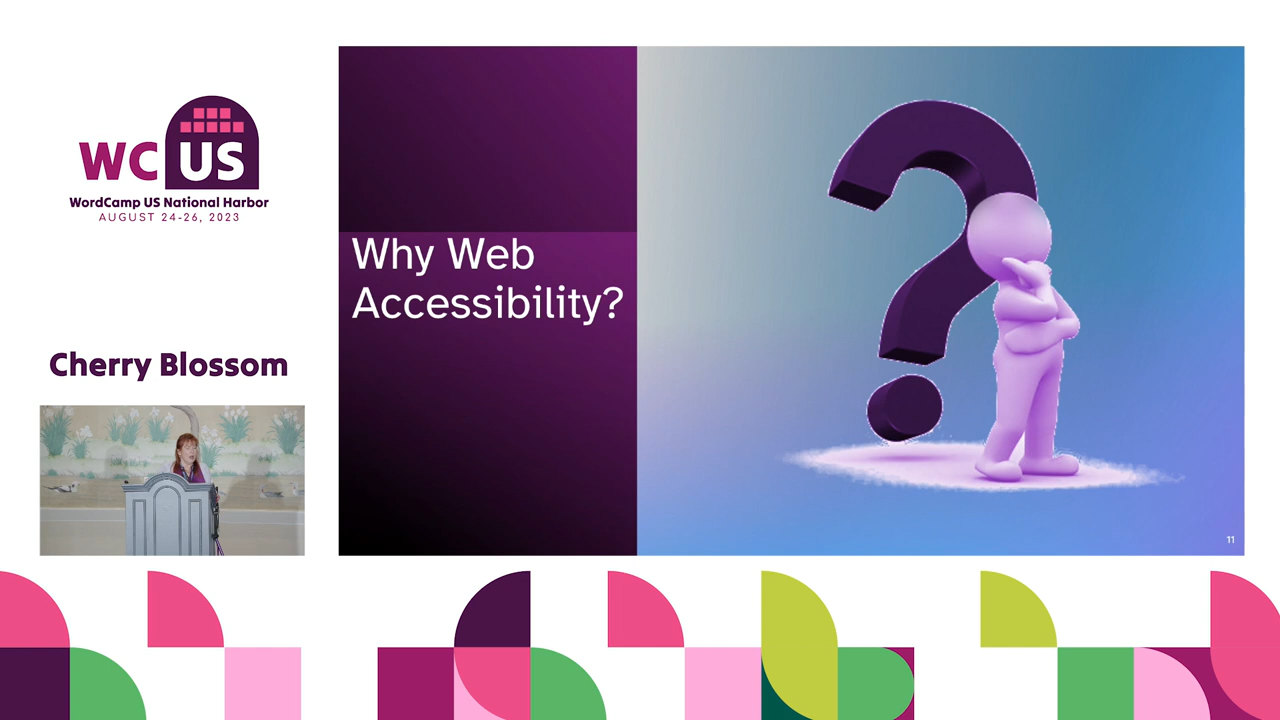 WC US
WordCamp US National Harbor
AUGUST 24-26, 2023
Cherry Blossom
Why Web
Accessibility?
11